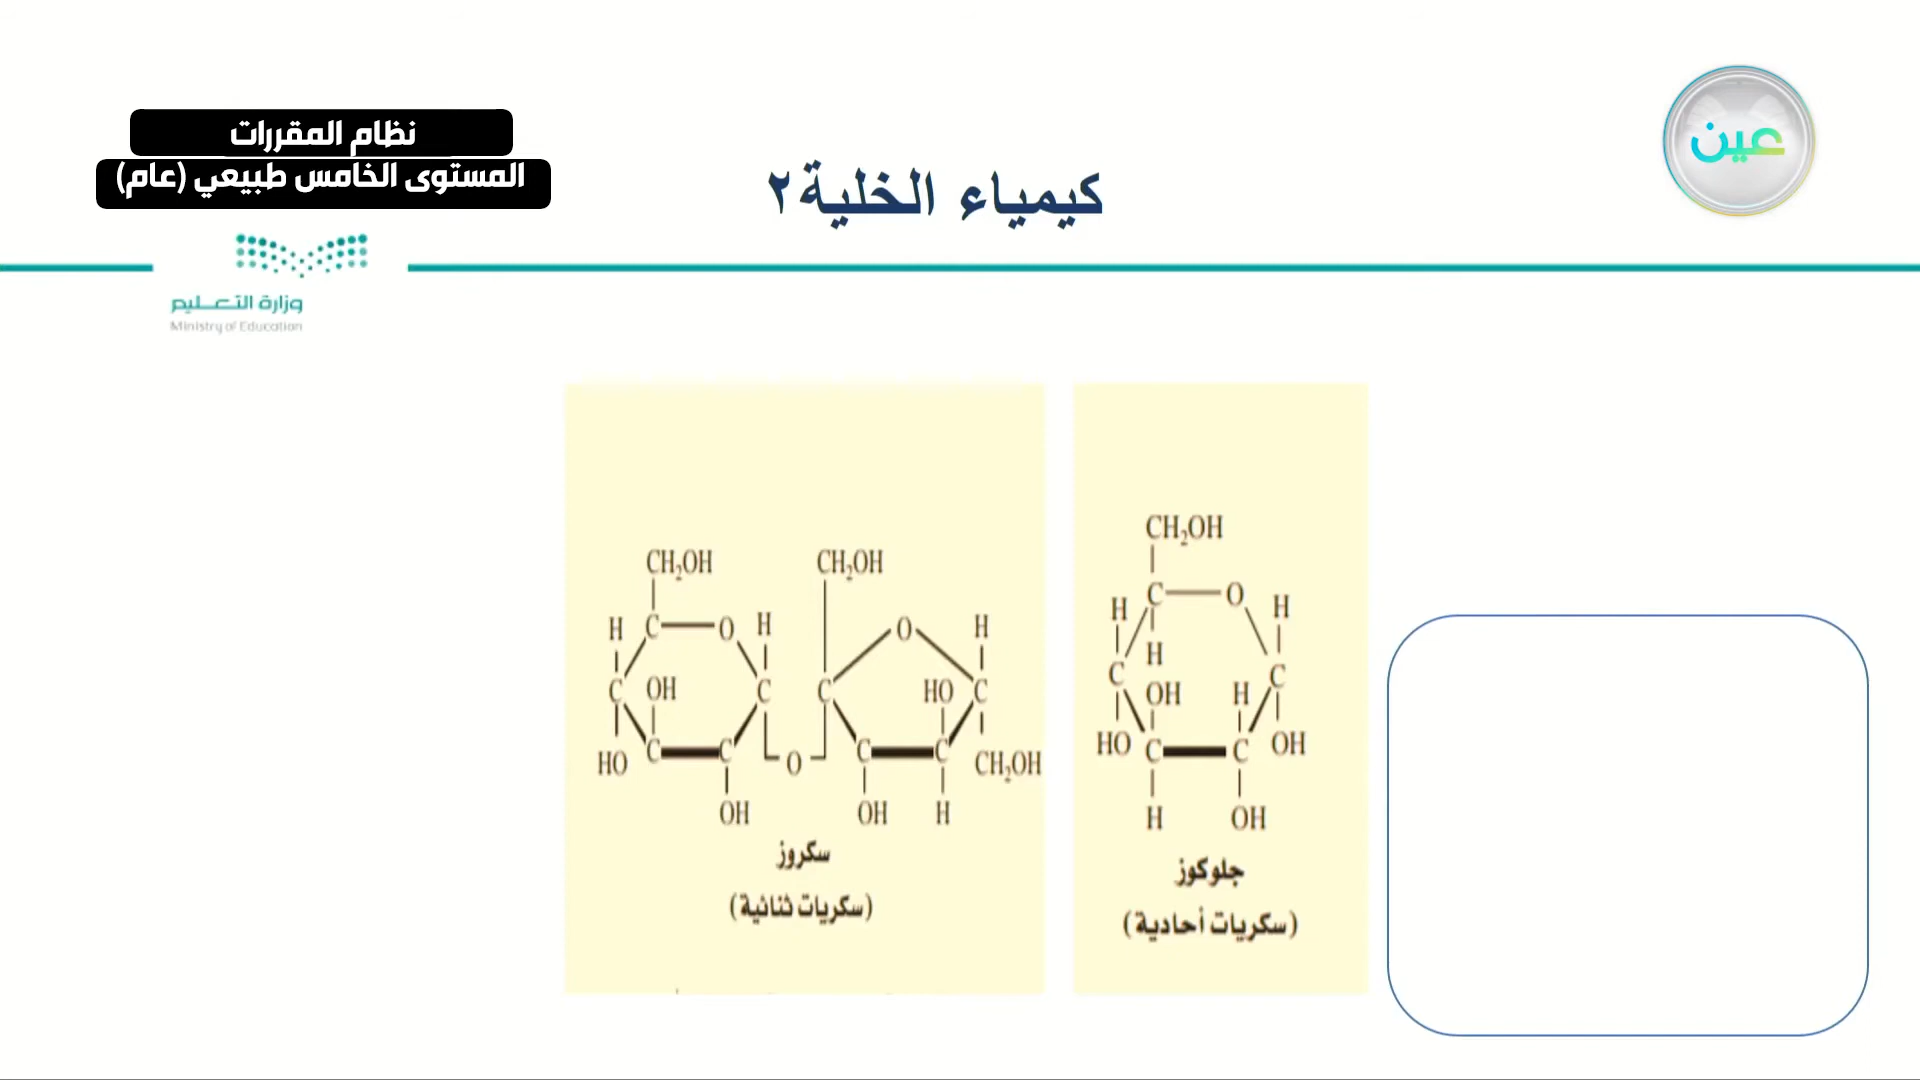 عين
نظام المقررات
المستوى الخامس طبيعي (عام)
كيمياء الخلية٢
وزارة التعليم
Ministry of Education
CH₂OH
C O
H H
H
C C
OH H
HO C C OH
H OH
جلوكوز
(سكريات أحادية)
CH₂OH CH₂OH
H C O H O H
C OH C C HO C
HO C C O C C CH₂OH
OH OH H
سكروز
(سكريات ثنائية)